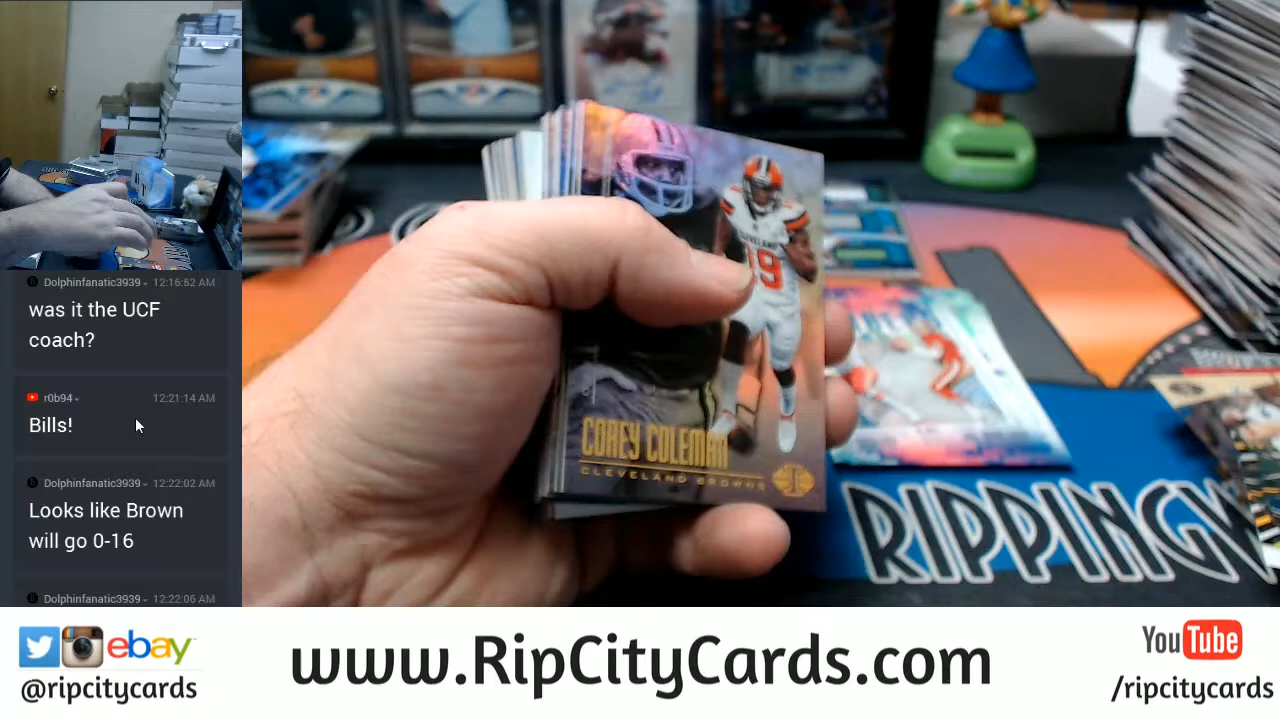 Dolphinfanatic3939 12:16:52 AM
was it the UCF
coach?
r0b94 12:21:14 AM
Bills!
Dolphinfanatic3939 12:22:02 AM
Looks like Brown
will go 0-16
Dolphinfanatic3939 12:22:06 AM
19
COREY COLEMAN
CLEVELAND BROWNS
RIPPING
ebay
@ripcitycards
www.RipCityCards.com
YouTube
/ripcitycards